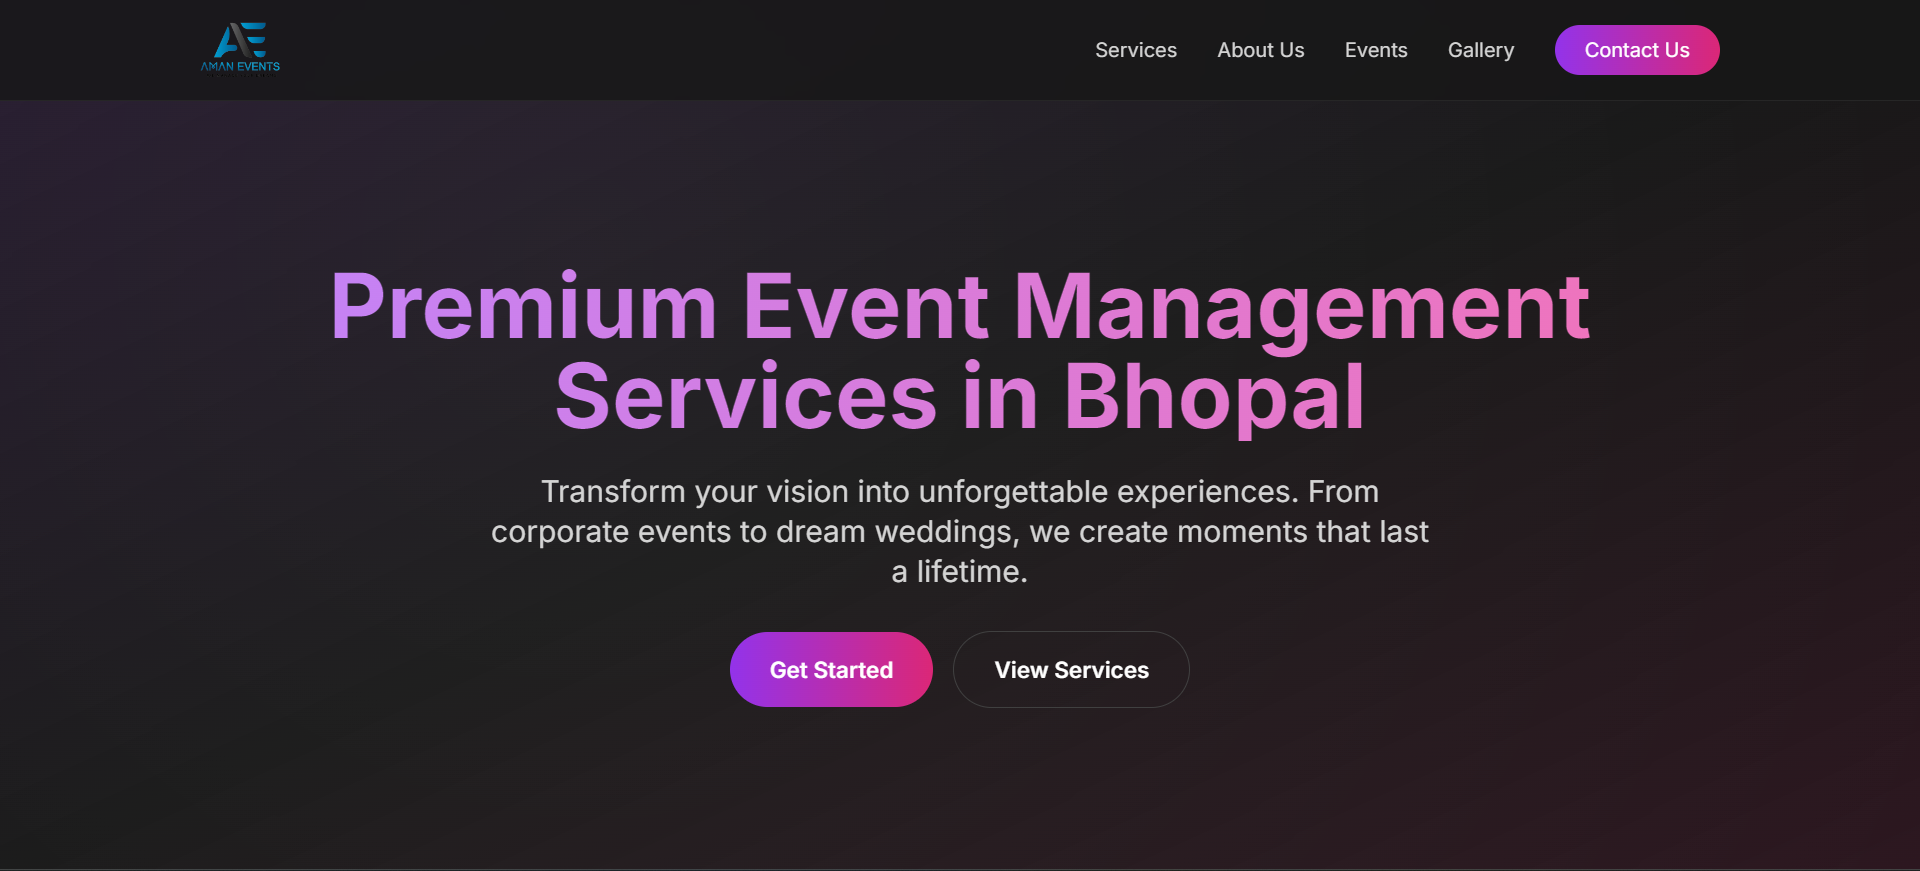 AMAN EVENTS
Services
About Us
Events
Gallery
Contact Us
Premium Event Management
Services in Bhopal
Transform your vision into unforgettable experiences. From
corporate events to dream weddings, we create moments that last
a lifetime.
Get Started
View Services